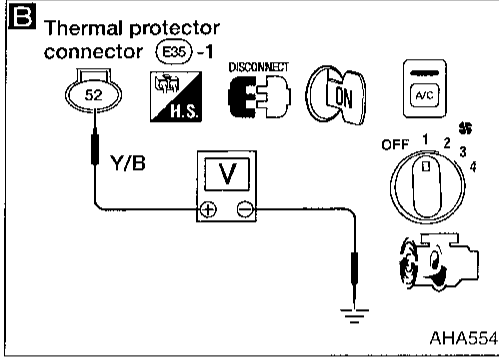 B
Thermal protector
connector E35 -1
DISCONNECT
52
H.S.
ON
A/C
OFF 1 2 3 4
Y/B
V
⊕ ⊖
AHA554